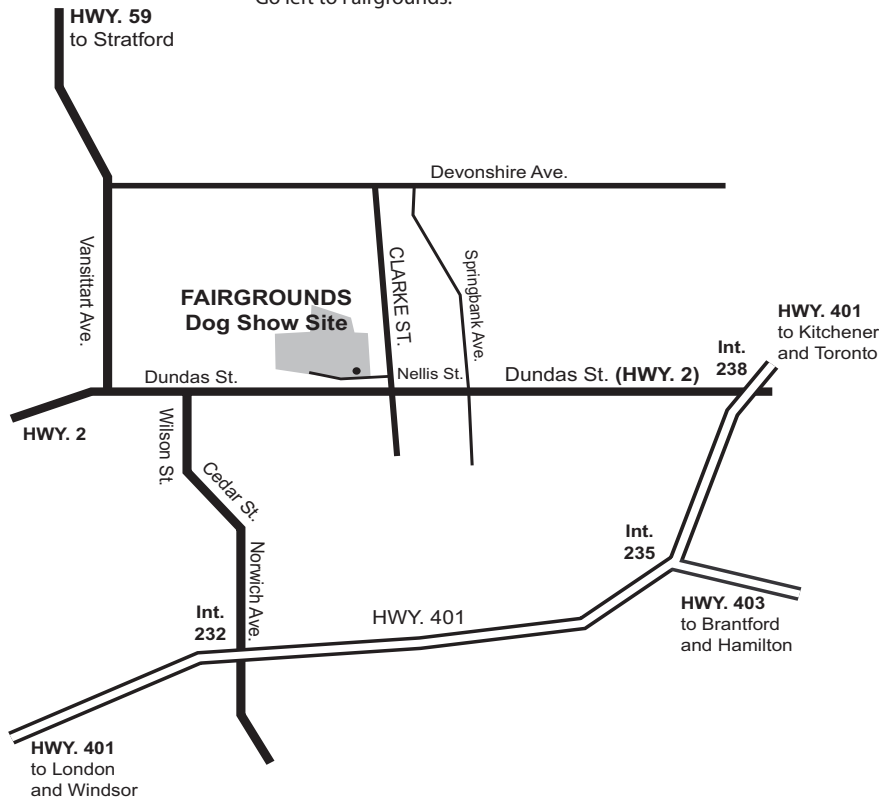 Go left to Fairgrounds.
HWY. 59
to Stratford
Devonshire Ave.
Vansittart Ave.
CLARKE ST.
Springbank Ave.
FAIRGROUNDS
Dog Show Site
HWY. 401
to Kitchener
and Toronto
Int.
238
Dundas St.
Nellis St.
Dundas St. (HWY. 2)
HWY. 2
Wilson St.
Cedar St.
Norwich Ave.
Int.
235
Int.
232
HWY. 401
HWY. 403
to Brantford
and Hamilton
HWY. 401
to London
and Windsor